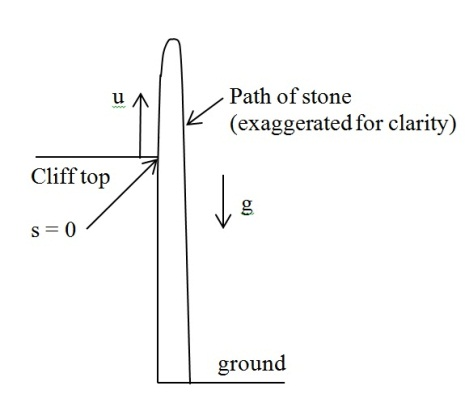 u
Path of stone
(exaggerated for clarity)
Cliff top
g
s = 0
ground